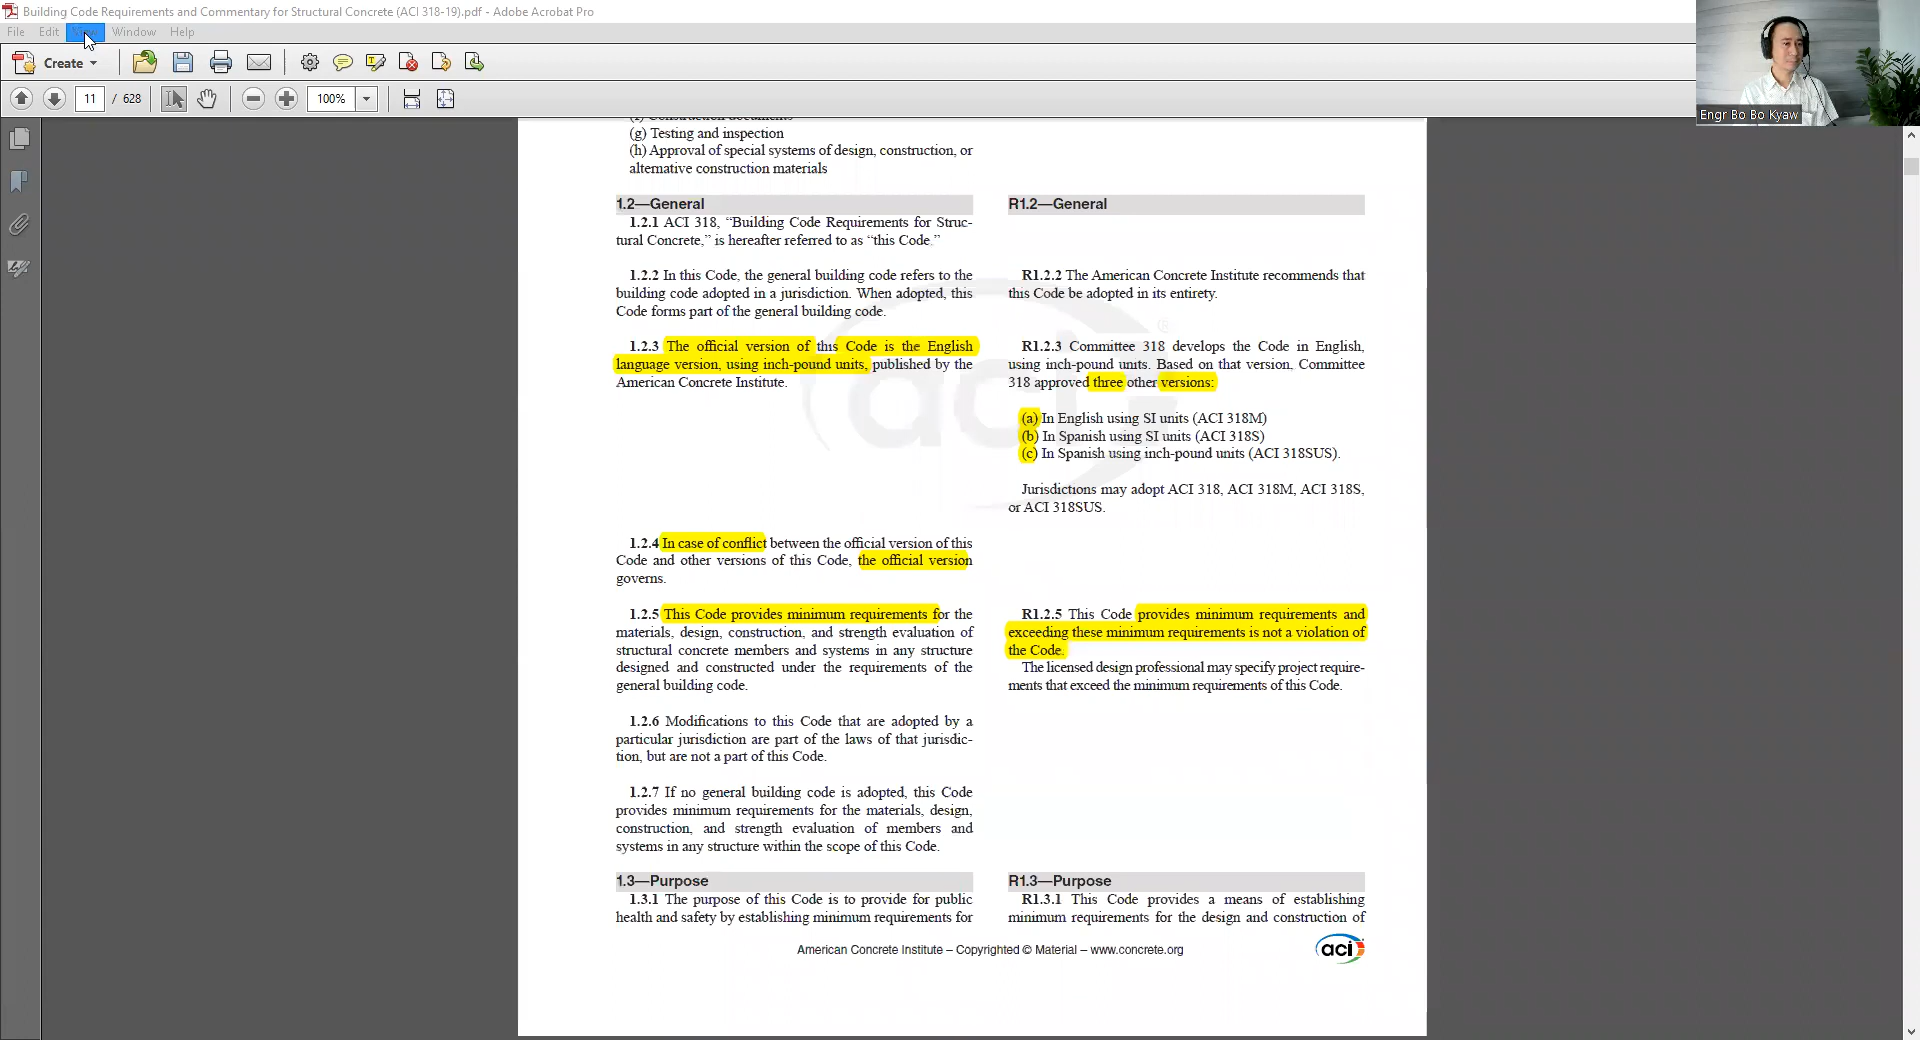 Building Code Requirements and Commentary for Structural Concrete (ACI 318-19).pdf - Adobe Acrobat Pro
File Edit View Window Help
Create
11 / 628 100%
Engr Bo Bo Kyaw
(f) Construction documents
(g) Testing and inspection
(h) Approval of special systems of design, construction, or
alternative construction materials
1.2—General
1.2.1 ACI 318, “Building Code Requirements for Struc-
tural Concrete,” is hereafter referred to as “this Code.”
1.2.2 In this Code, the general building code refers to the
building code adopted in a jurisdiction. When adopted, this
Code forms part of the general building code.
1.2.3 The official version of this Code is the English
language version, using inch-pound units, published by the
American Concrete Institute.
1.2.4 In case of conflict between the official version of this
Code and other versions of this Code, the official version
governs.
1.2.5 This Code provides minimum requirements for the
materials, design, construction, and strength evaluation of
structural concrete members and systems in any structure
designed and constructed under the requirements of the
general building code.
1.2.6 Modifications to this Code that are adopted by a
particular jurisdiction are part of the laws of that jurisdic-
tion, but are not a part of this Code.
1.2.7 If no general building code is adopted, this Code
provides minimum requirements for the materials, design,
construction, and strength evaluation of members and
systems in any structure within the scope of this Code.
1.3—Purpose
1.3.1 The purpose of this Code is to provide for public
health and safety by establishing minimum requirements for
R1.2—General
R1.2.2 The American Concrete Institute recommends that
this Code be adopted in its entirety.
R1.2.3 Committee 318 develops the Code in English,
using inch-pound units. Based on that version, Committee
318 approved three other versions:
(a) In English using SI units (ACI 318M)
(b) In Spanish using SI units (ACI 318S)
(c) In Spanish using inch-pound units (ACI 318SUS).
Jurisdictions may adopt ACI 318, ACI 318M, ACI 318S,
or ACI 318SUS.
R1.2.5 This Code provides minimum requirements and
exceeding these minimum requirements is not a violation of
the Code.
The licensed design professional may specify project require-
ments that exceed the minimum requirements of this Code.
R1.3—Purpose
R1.3.1 This Code provides a means of establishing
minimum requirements for the design and construction of
American Concrete Institute – Copyrighted © Material – www.concrete.org
aci
aci